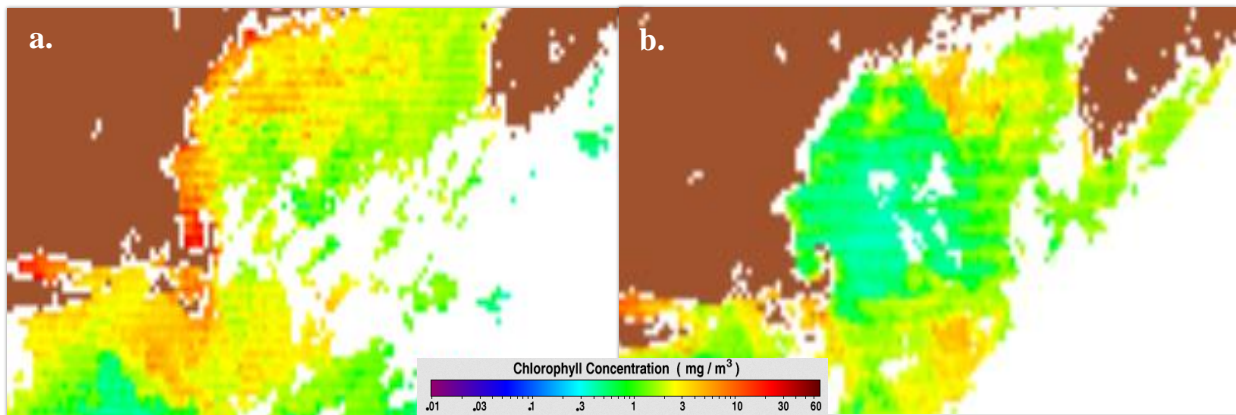 a.
b.
Chlorophyll Concentration ( mg / m³ )
.01 .03 .1 .3 1 3 10 30 60